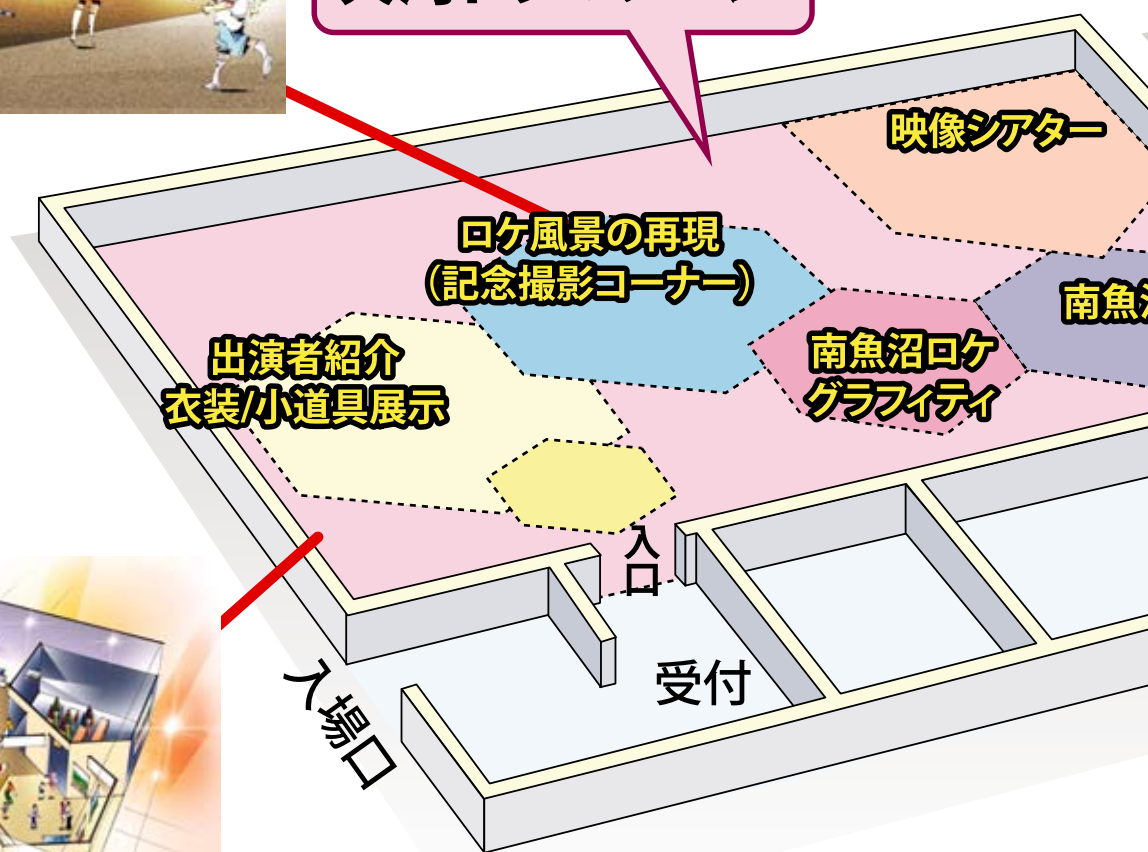 映像シアター
ロケ風景の再現
（記念撮影コーナー）
南魚
南魚沼ロケ
グラフィティ
出演者紹介
衣装/小道具展示
入口
受付
入場口